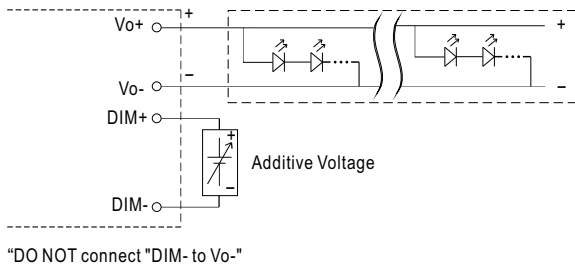 Vo+
+
+
Vo-
−
−
DIM+
+
−
Additive Voltage
DIM-
“DO NOT connect "DIM- to Vo-"